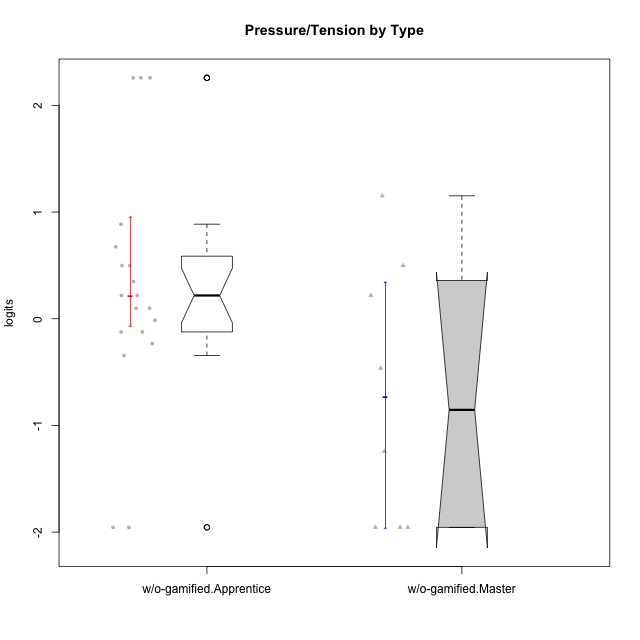 Pressure/Tension by Type
logits
2
1
0
-1
-2
w/o-gamified.Apprentice
w/o-gamified.Master